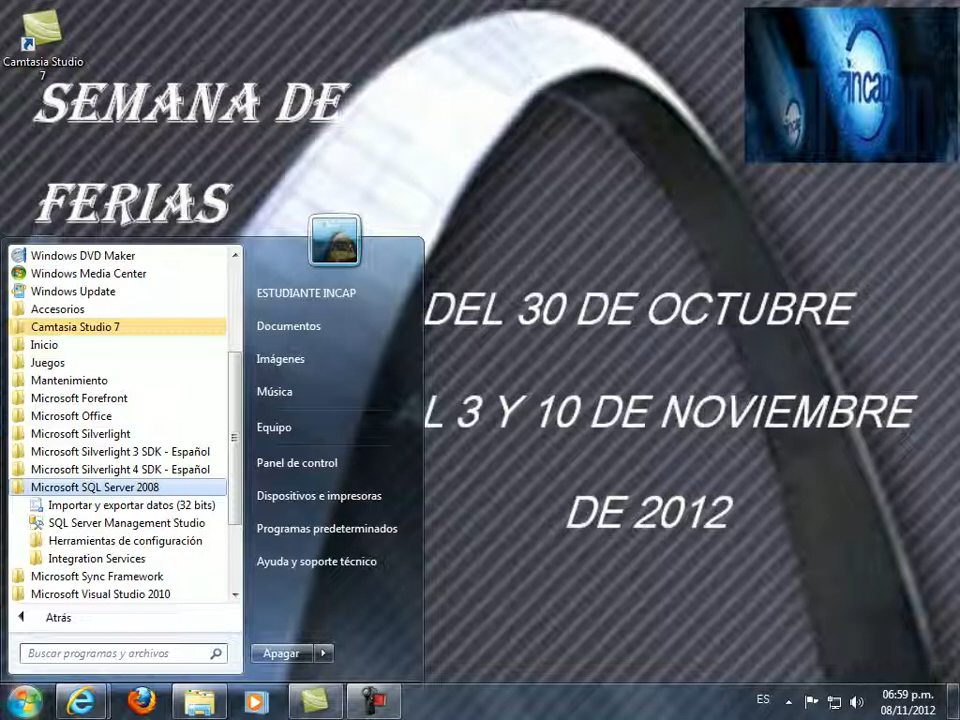 Camtasia Studio
7
SEMANA DE
FERIAS
incap
incap
DEL 30 DE OCTUBRE
L 3 Y 10 DE NOVIEMBRE
DE 2012
Windows DVD Maker
Windows Media Center
Windows Update
Accesorios
Camtasia Studio 7
Inicio
Juegos
Mantenimiento
Microsoft Forefront
Microsoft Office
Microsoft Silverlight
Microsoft Silverlight 3 SDK - Español
Microsoft Silverlight 4 SDK - Español
Microsoft SQL Server 2008
Importar y exportar datos (32 bits)
SQL Server Management Studio
Herramientas de configuración
Integration Services
Microsoft Sync Framework
Microsoft Visual Studio 2010
Atrás
Buscar programas y archivos
ESTUDIANTE INCAP
Documentos
Imágenes
Música
Equipo
Panel de control
Dispositivos e impresoras
Programas predeterminados
Ayuda y soporte técnico
Apagar
ES
06:59 p.m.
08/11/2012